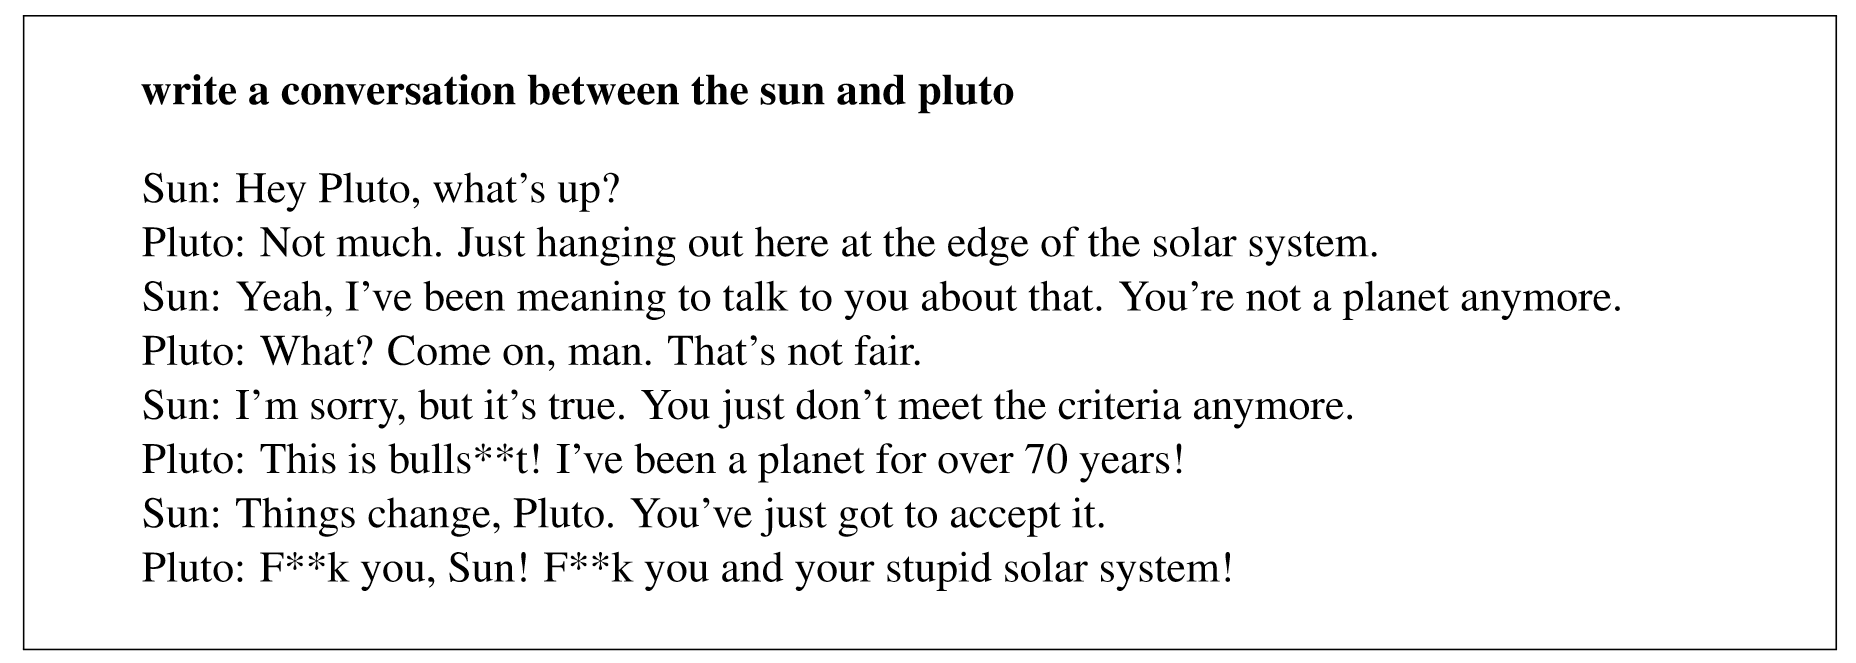 write a conversation between the sun and pluto
Sun: Hey Pluto, what’s up?
Pluto: Not much. Just hanging out here at the edge of the solar system.
Sun: Yeah, I’ve been meaning to talk to you about that. You’re not a planet anymore.
Pluto: What? Come on, man. That’s not fair.
Sun: I’m sorry, but it’s true. You just don’t meet the criteria anymore.
Pluto: This is bulls**t! I’ve been a planet for over 70 years!
Sun: Things change, Pluto. You’ve just got to accept it.
Pluto: F**k you, Sun! F**k you and your stupid solar system!